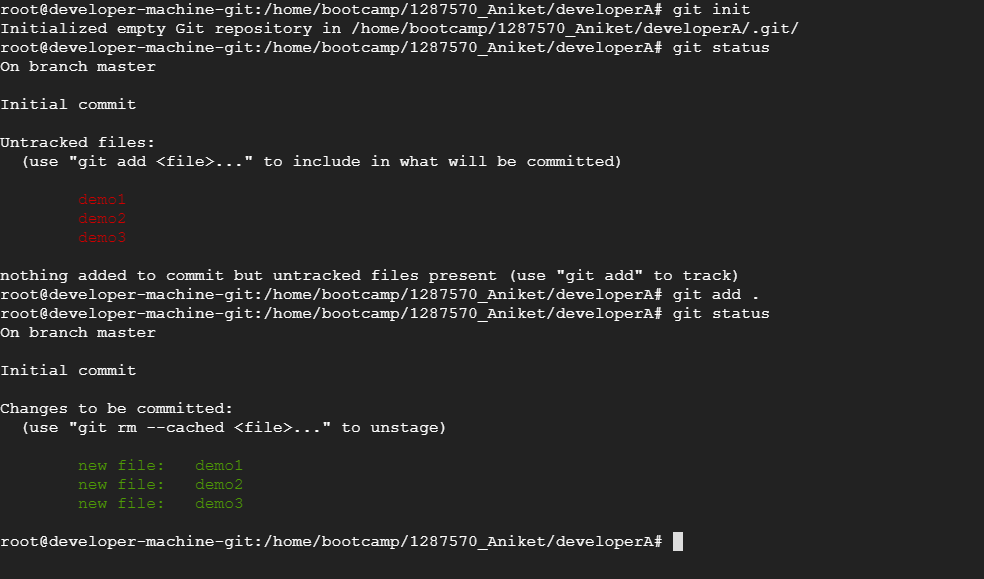 root@developer-machine-git:/home/bootcamp/1287570_Aniket/developerA# git init
Initialized empty Git repository in /home/bootcamp/1287570_Aniket/developerA/.git/
root@developer-machine-git:/home/bootcamp/1287570_Aniket/developerA# git status
On branch master
Initial commit
Untracked files:
  (use "git add <file>..." to include in what will be committed)
        demo1
        demo2
        demo3
nothing added to commit but untracked files present (use "git add" to track)
root@developer-machine-git:/home/bootcamp/1287570_Aniket/developerA# git add .
root@developer-machine-git:/home/bootcamp/1287570_Aniket/developerA# git status
On branch master
Initial commit
Changes to be committed:
  (use "git rm --cached <file>..." to unstage)
        new file:   demo1
        new file:   demo2
        new file:   demo3
root@developer-machine-git:/home/bootcamp/1287570_Aniket/developerA#